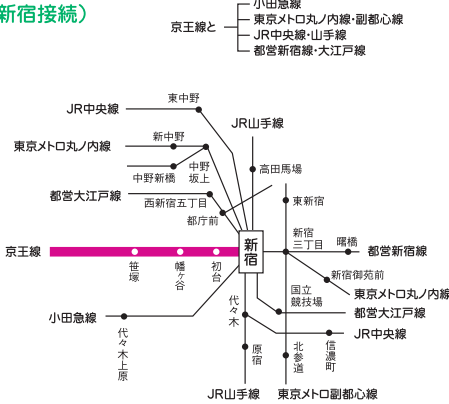 新宿接続)
京王線と
小田急線
東京メトロ丸ノ内線・副都心線
JR中央線・山手線
都営新宿線・大江戸線
東中野
JR中央線
JR山手線
新中野
東京メトロ丸ノ内線
中野新橋
中野
坂上
高田馬場
都営大江戸線
西新宿五丁目
都庁前
東新宿
新宿
三丁目
曙橋
都営新宿線
京王線
新宿
笹塚
幡ヶ谷
初台
新宿御苑前
東京メトロ丸ノ内線
国立
競技場
都営大江戸線
代々木
小田急線
代々木上原
JR中央線
信濃町
原宿
北参道
JR山手線
東京メトロ副都心線